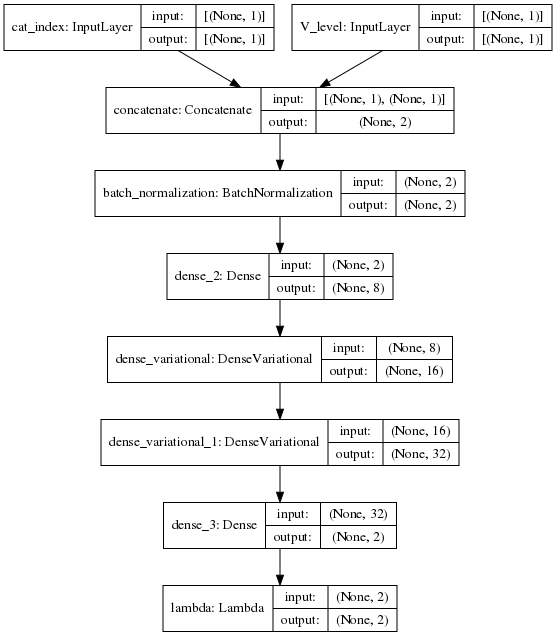 cat_index: InputLayer
input: [(None, 1)]
output: [(None, 1)]
V_level: InputLayer
input: [(None, 1)]
output: [(None, 1)]
concatenate: Concatenate
input: [(None, 1), (None, 1)]
output: (None, 2)
batch_normalization: BatchNormalization
input: (None, 2)
output: (None, 2)
dense_2: Dense
input: (None, 2)
output: (None, 8)
dense_variational: DenseVariational
input: (None, 8)
output: (None, 16)
dense_variational_1: DenseVariational
input: (None, 16)
output: (None, 32)
dense_3: Dense
input: (None, 32)
output: (None, 2)
lambda: Lambda
input: (None, 2)
output: (None, 2)